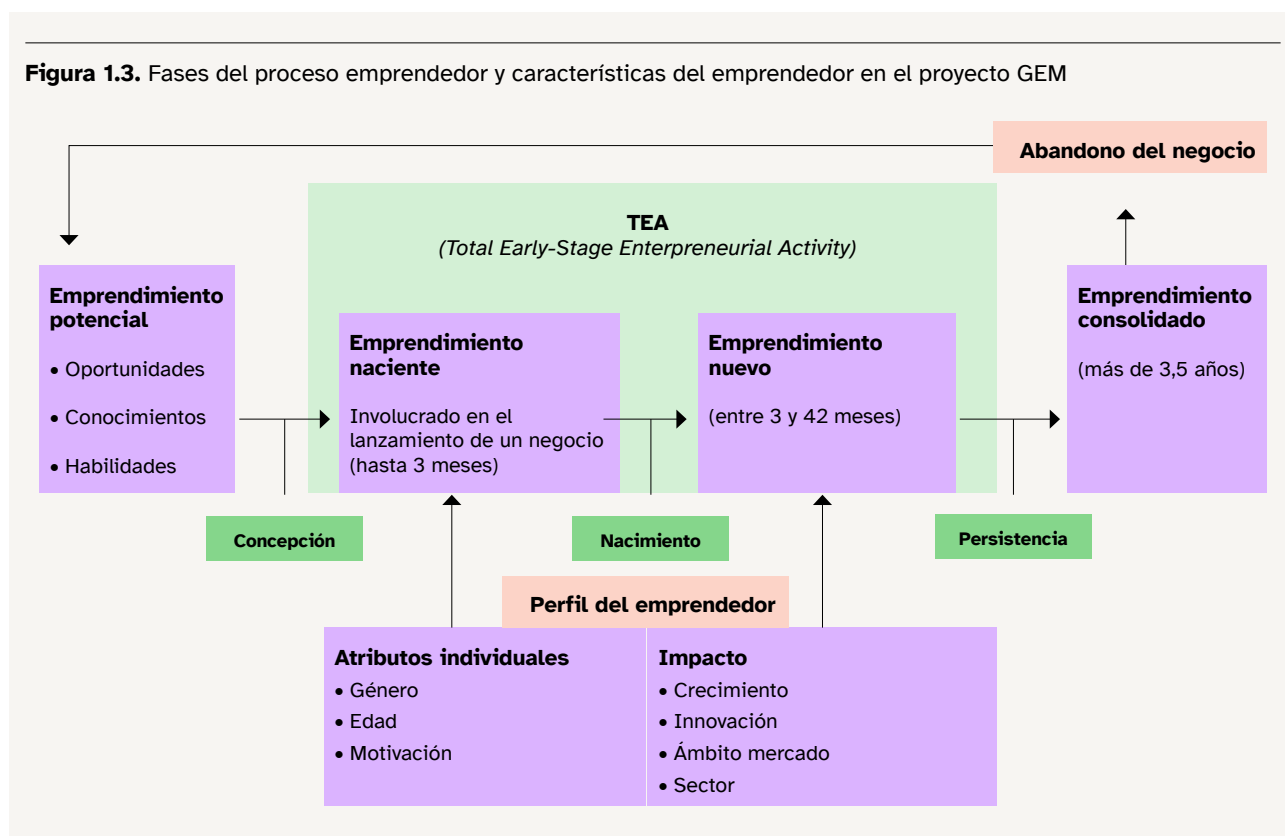 Figura 1.3. Fases del proceso emprendedor y características del emprendedor en el proyecto GEM
Abandono del negocio
TEA
(Total Early-Stage Enterpreneurial Activity)
Emprendimiento
potencial
• Oportunidades
• Conocimientos
• Habilidades
Emprendimiento
naciente
Involucrado en el
lanzamiento de un negocio
(hasta 3 meses)
Emprendimiento
nuevo
(entre 3 y 42 meses)
Emprendimiento
consolidado
(más de 3,5 años)
Concepción
Nacimiento
Persistencia
Perfil del emprendedor
Atributos individuales
• Género
• Edad
• Motivación
Impacto
• Crecimiento
• Innovación
• Ámbito mercado
• Sector